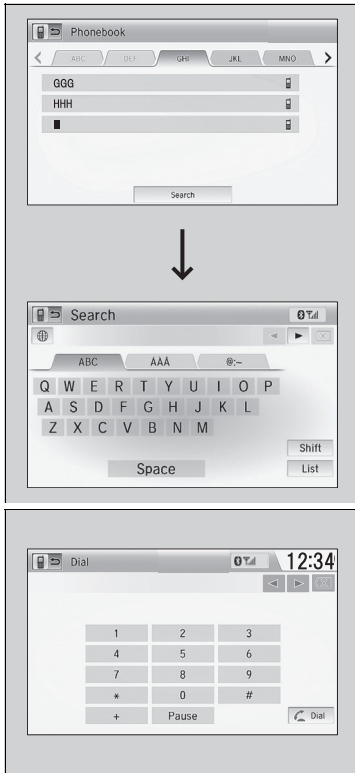 Phonebook
ABC DEF GHI JKL MNO
GGG
HHH
Search
Search
ABC ÀÁÂ @:~
Q W E R T Y U I O P
A S D F G H J K L
Z X C V B N M
Shift
Space List
Dial 12:34
1 2 3
4 5 6
7 8 9
* 0 #
+ Pause Dial